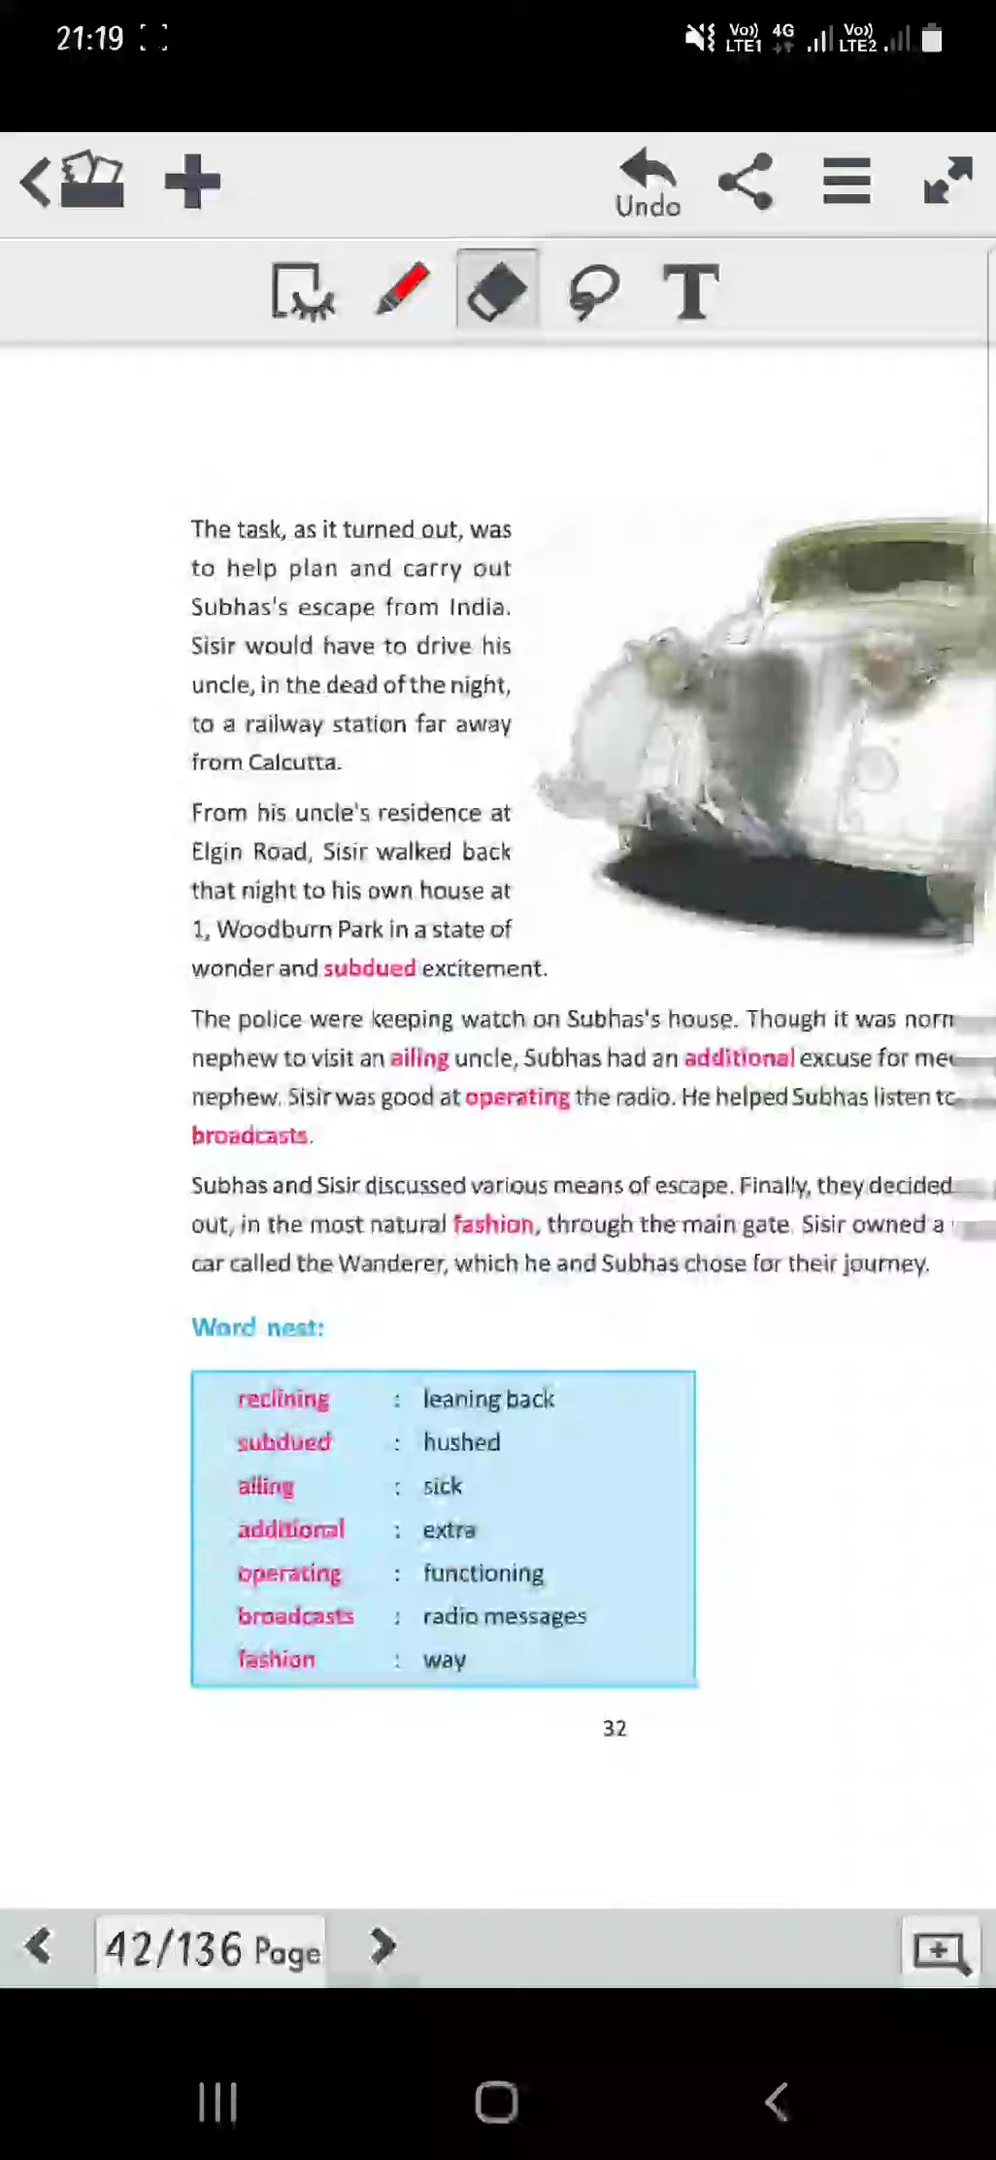 21:19
Vo)) 4G Vo))
LTE1 LTE2
Undo
T
The task, as it turned out, was
to help plan and carry out
Subhas's escape from India.
Sisir would have to drive his
uncle, in the dead of the night,
to a railway station far away
from Calcutta.
From his uncle's residence at
Elgin Road, Sisir walked back
that night to his own house at
1, Woodburn Park in a state of
wonder and subdued excitement.
The police were keeping watch on Subhas's house. Though it was
nephew to visit an ailing uncle, Subhas had an additional excuse for
nephew. Sisir was good at operating the radio. He helped Subhas listen
broadcasts.
Subhas and Sisir discussed various means of escape. Finally, they decided
out, in the most natural fashion, through the main gate. Sisir owned a
car called the Wanderer, which he and Subhas chose for their journey.
Word nest:
reclining : leaning back
subdued : hushed
ailing : sick
additional : extra
operating : functioning
broadcasts : radio messages
fashion : way
32
42/136 Page